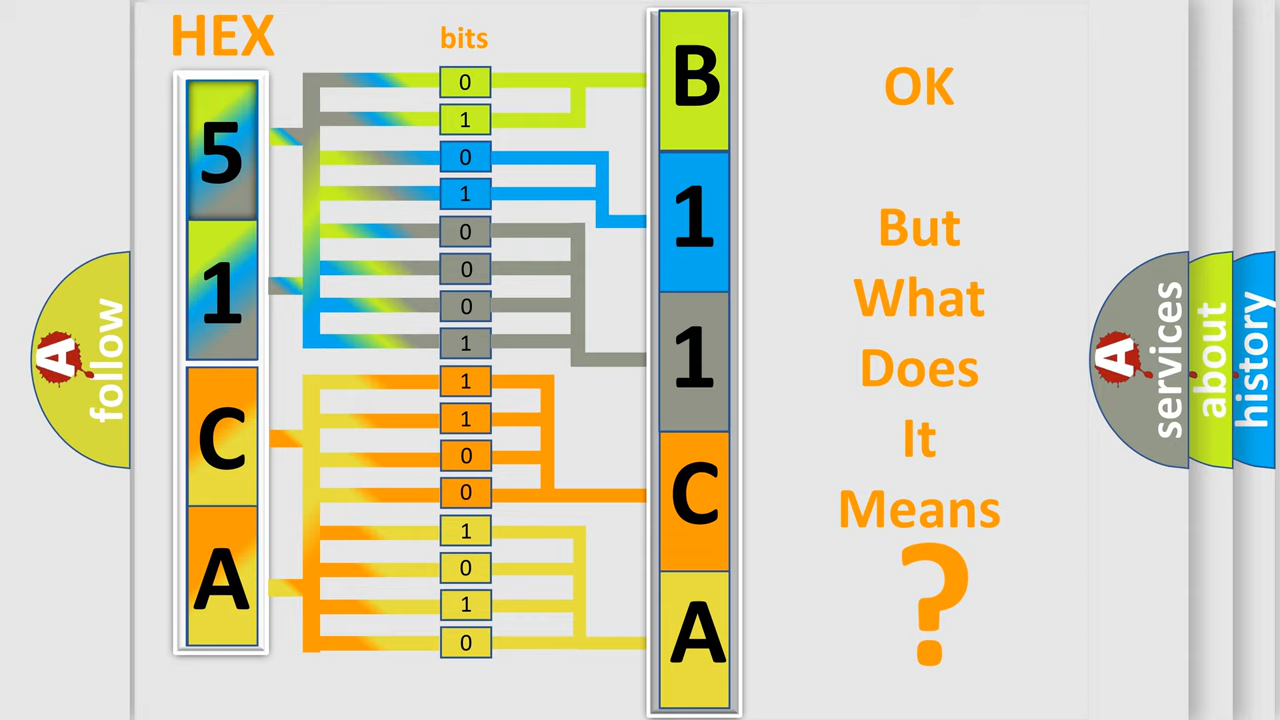 HEX
bits
5
1
C
A
0
1
0
1
0
0
0
1
1
1
0
0
1
0
1
0
B
1
1
C
A
OK
But
What
Does
It
Means
?
A
follow
A
services
about
history